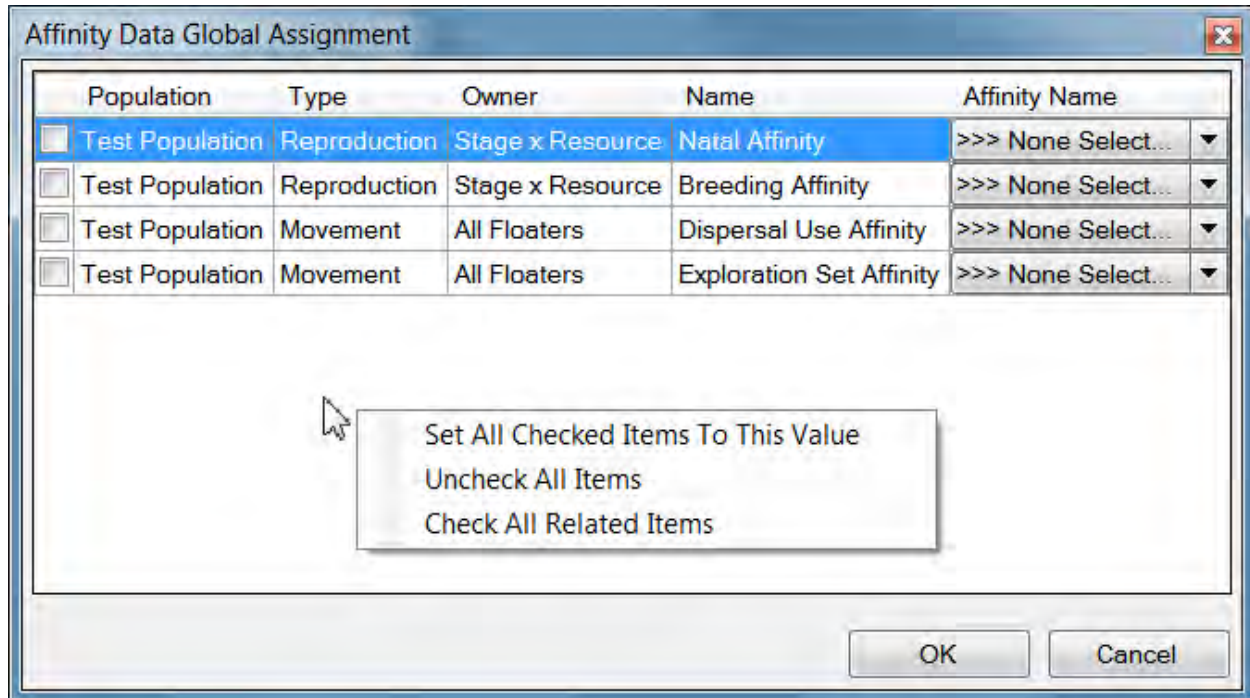 Affinity Data Global Assignment
Population Type Owner Name Affinity Name
Test Population Reproduction Stage x Resource Natal Affinity >>> None Select...
Test Population Reproduction Stage x Resource Breeding Affinity >>> None Select...
Test Population Movement All Floaters Dispersal Use Affinity >>> None Select...
Test Population Movement All Floaters Exploration Set Affinity >>> None Select...
Set All Checked Items To This Value
Uncheck All Items
Check All Related Items
OK Cancel